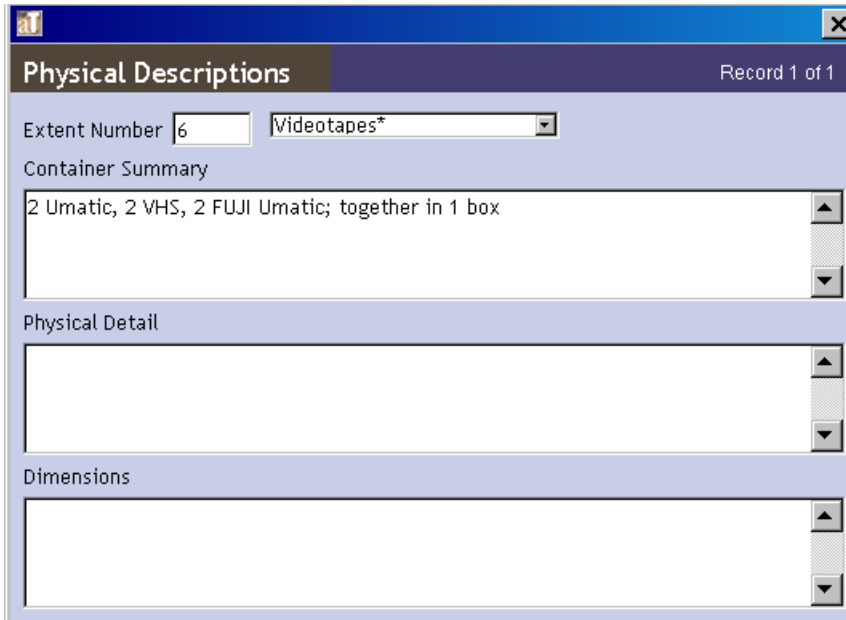 aT
Physical Descriptions Record 1 of 1
Extent Number 6 Videotapes*
Container Summary
2 Umatic, 2 VHS, 2 FUJI Umatic; together in 1 box
Physical Detail
Dimensions